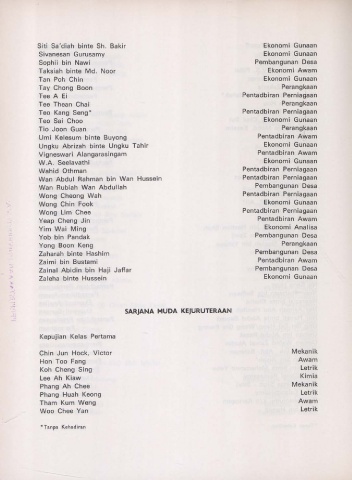 Siti Sa'diah binte Sh. Bakir Ekonomi Gunaan
Sivanesan Gurusamy Ekonomi Gunaan
Sophii bin Nawi Pembangunan Desa
Taksiah binte Md. Noor Ekonomi Awam
Tan Poh Chin Ekonomi Gunaan
Tay Chong Boon Perangkaan
Tee A Ei Pentadbiran Perniagaan
Tee Thean Chai Perangkaan
Teo Kang Seng* Pentadbiran Perniagaan
Teo Sai Choo Ekonomi Gunaan
Tio Joon Guan Perangkaan
Umi Kelesum binte Buyong Pentadbiran Awam
Ungku Abrizah binte Ungku Tahir Ekonomi Gunaan
Vigneswari Alangarasingam Pentadbiran Awam
W.A. Seelavathi Ekonomi Gunaan
Wahid Othman Pentadbiran Perniagaan
Wan Abdul Rahman bin Wan Hussein Pentadbiran Perniagaan
Wan Rubiah Wan Abdullah Pembangunan Desa
Wong Cheong Wah Pentadbiran Perniagaan
Wong Chin Fook Ekonomi Gunaan
Wong Lim Chee Pentadbiran Perniagaan
Yeap Cheng Jin Pentadbiran Awam
Yim Wai Ming Ekonomi Analisa
Yob bin Pandak Pembangunan Desa
Yong Boon Keng Perangkaan
Zaharah binte Hashim Pembangunan Desa
Zaimi bin Bustami Pentadbiran Awam
Zainal Abidin bin Haji Jaffar Pembangunan Desa
Zaleha binte Hussein Ekonomi Gunaan
SARJANA MUDA KEJURUTERAAN
Kepujian Kelas Pertama
Chin Jun Hock, Victor Mekanik
Hon Too Fang Awam
Koh Cheng Sing Letrik
Lee Ah Kiaw Kimia
Phang Ah Chee Mekanik
Phang Huah Keong Letrik
Tham Kum Weng Awam
Woo Chee Yan Letrik
*Tanpa Kehadiran